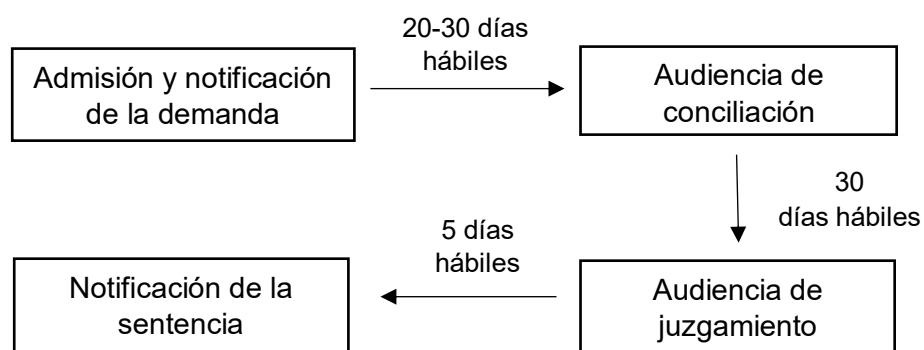 20-30 días
hábiles
Admisión y notificación
de la demanda
Audiencia de
conciliación
30
días hábiles
5 días
hábiles
Notificación de la
sentencia
Audiencia de
juzgamiento